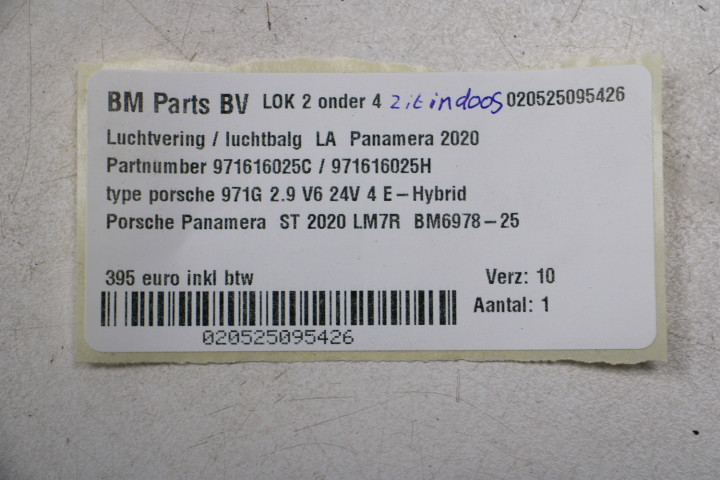 BM Parts BV LOK 2 onder 4 zit in doos 020525095426
Luchtvering / luchtbalg LA Panamera 2020
Partnumber 971616025C / 971616025H
type porsche 971G 2.9 V6 24V 4 E-Hybrid
Porsche Panamera ST 2020 LM7R BM6978-25
395 euro inkl btw Verz: 10
Aantal: 1
020525095426